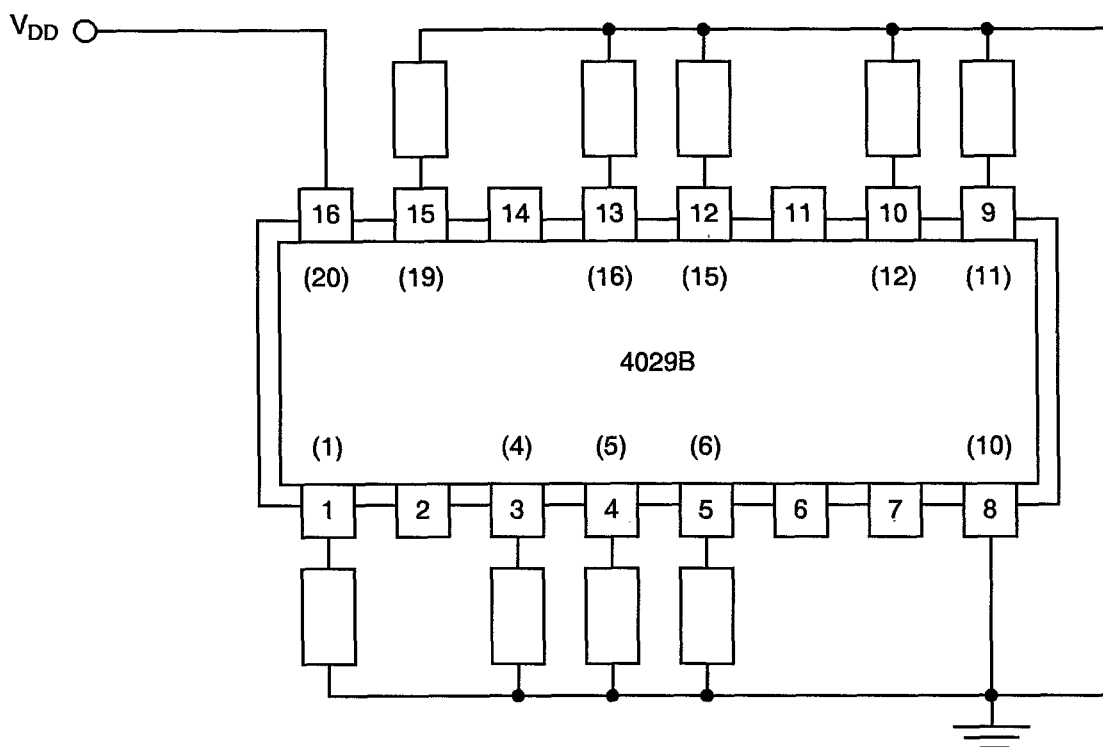 V_DD
16 15 14 13 12 11 10 9
(20) (19) (16) (15) (12) (11)
4029B
(1) (4) (5) (6) (10)
1 2 3 4 5 6 7 8